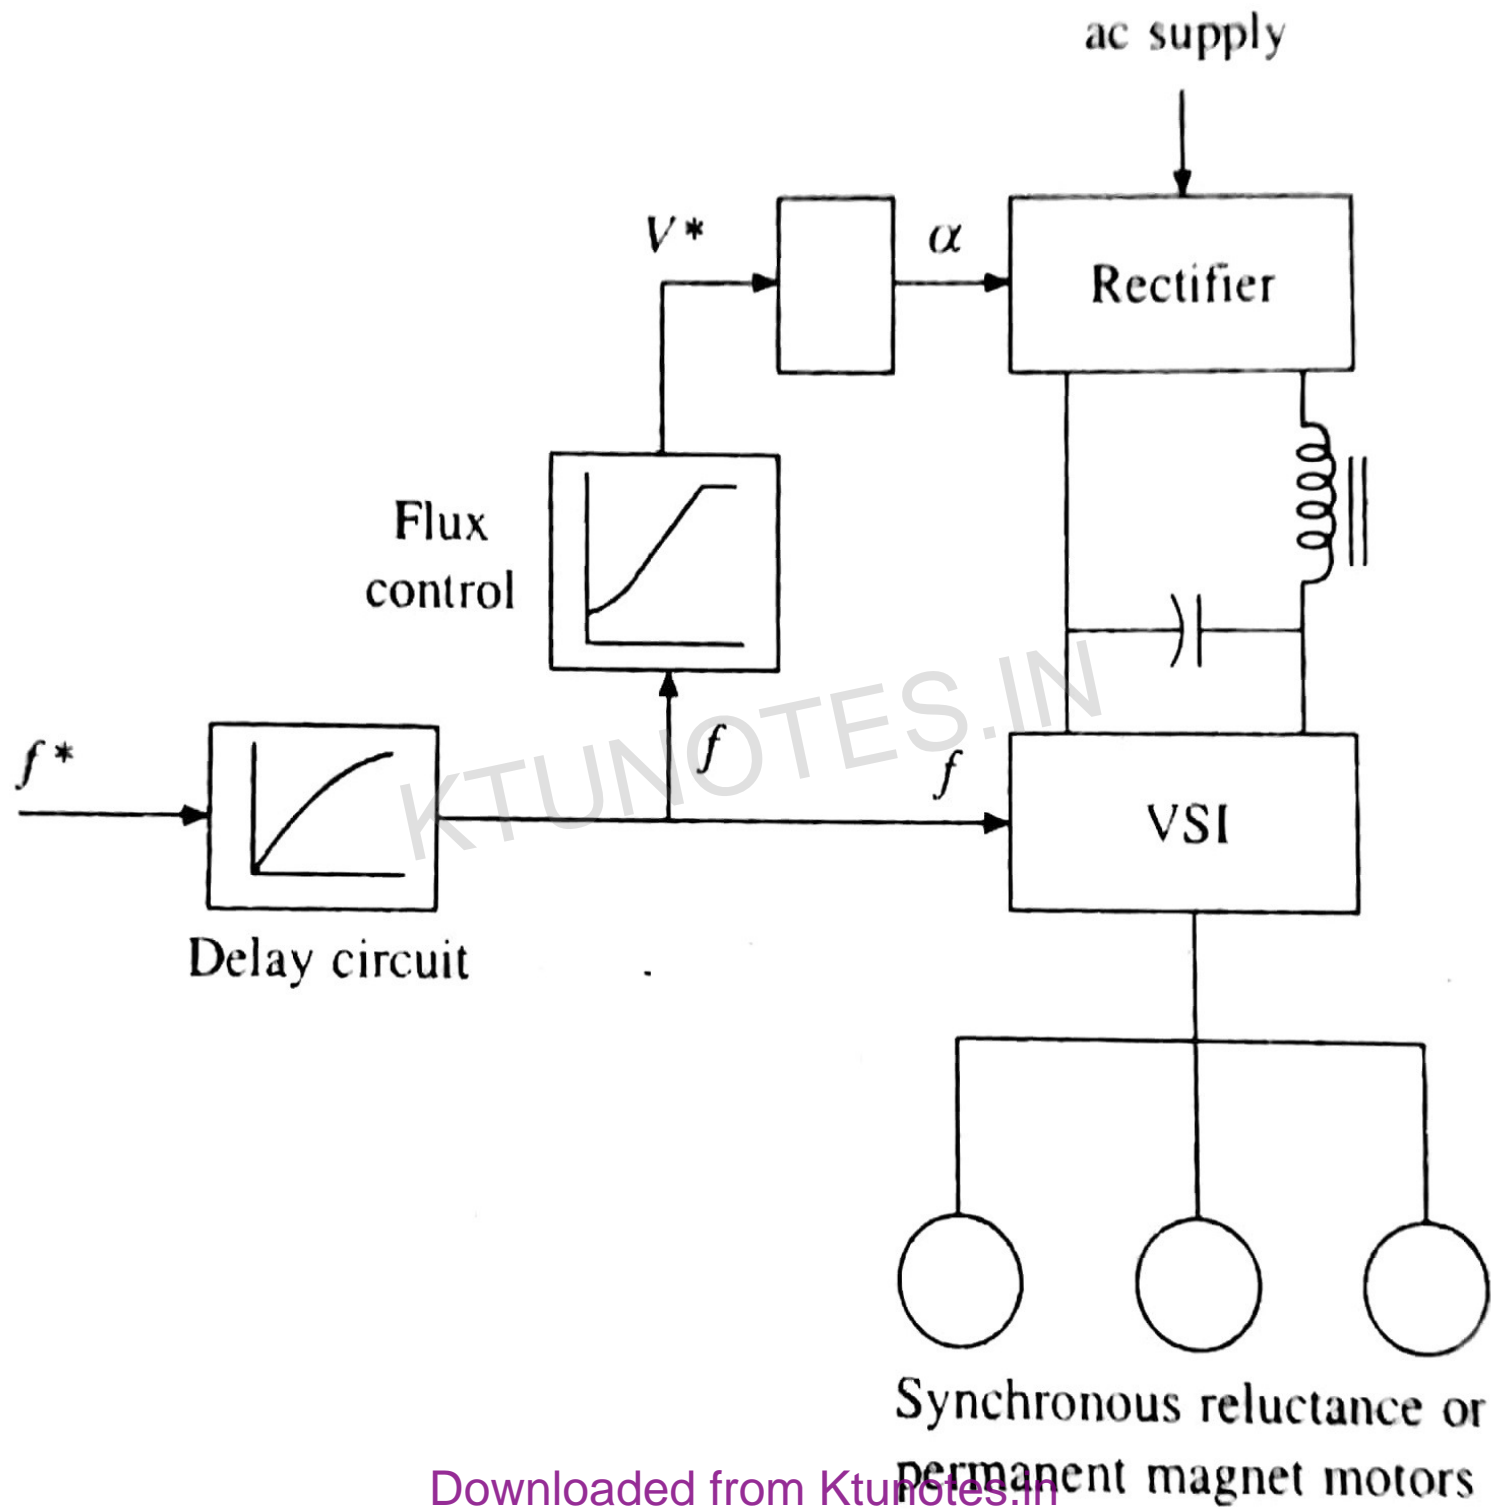 ac supply
V*
α
Rectifier
Flux
control
f*
f
f
VSI
KTUNOTES.IN
Delay circuit
Synchronous reluctance or
permanent magnet motors
Downloaded from Ktunotes.in